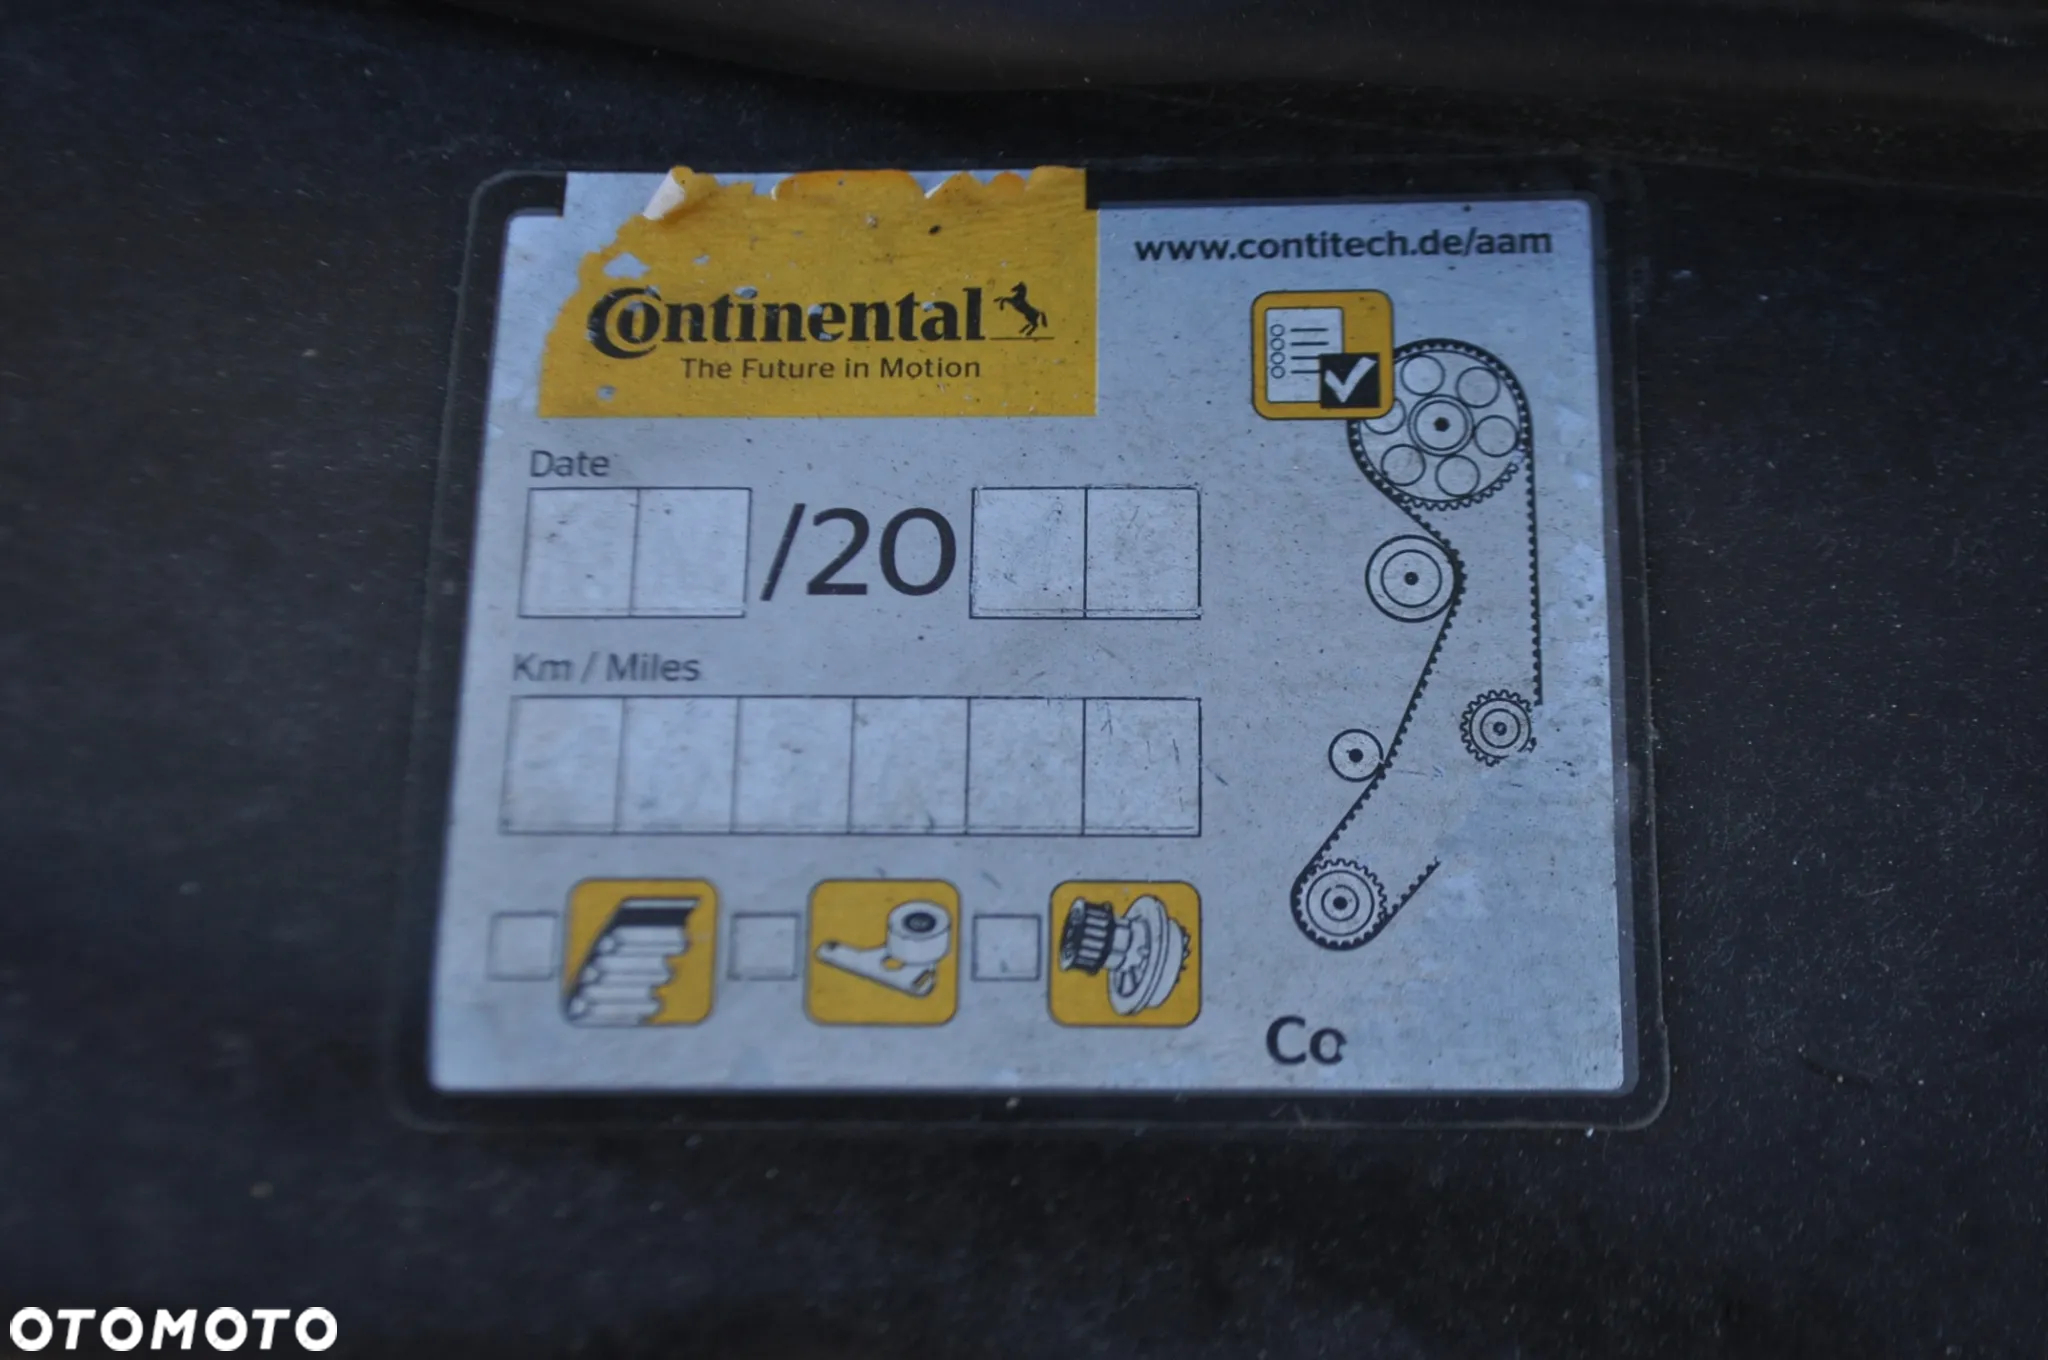 www.contitech.de/aam
Continental
The Future in Motion
Date
/20
Km / Miles
Co
OTOMOTO